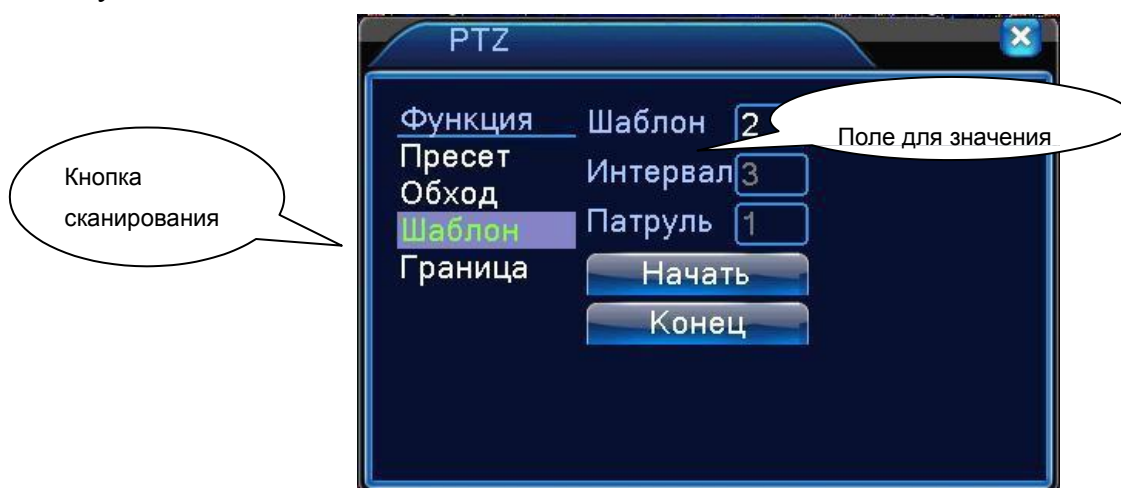 PTZ
Функция
Пресет
Обход
Шаблон
Граница
Шаблон 2
Интервал 3
Патруль 1
Начать
Конец
Кнопка
сканирования
Поле для значения